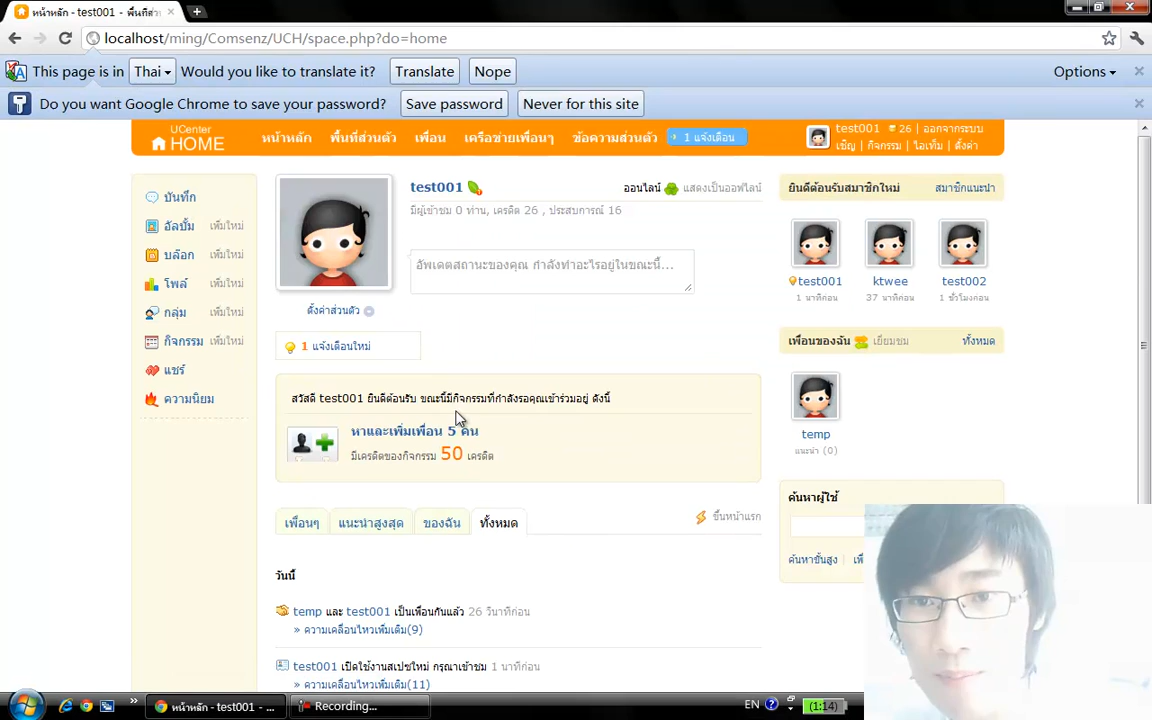 หน้าหลัก - test001 - พื้นที่ส่ว
localhost/ming/Comsenz/UCH/space.php?do=home
This page is in Thai Would you like to translate it? Translate Nope Options
Do you want Google Chrome to save your password? Save password Never for this site
UCenter
HOME
หน้าหลัก พื้นที่ส่วนตัว เพื่อน เครือข่ายเพื่อนๆ ข้อความส่วนตัว 1 แจ้งเตือน
test001 26 | ออกจากระบบ
เชิญ | กิจกรรม | ไอเท็ม | ตั้งค่า
บันทึก
อัลบั้ม เพิ่มใหม่
บล๊อก เพิ่มใหม่
โพล์ เพิ่มใหม่
กลุ่ม เพิ่มใหม่
กิจกรรม เพิ่มใหม่
แชร์
ความนิยม
test001
ออนไลน์ แสดงเป็นออฟไลน์
มีผู้เข้าชม 0 ท่าน, เครดิต 26 , ประสบการณ์ 16
อัพเดตสถานะของคุณ กำลังทำอะไรอยู่ในขณะนี้...
ตั้งค่าส่วนตัว
1 แจ้งเตือนใหม่
สวัสดี test001 ยินดีต้อนรับ ขณะนี้มีกิจกรรมที่กำลังรอคุณเข้าร่วมอยู่ ดังนี้
หาและเพิ่มเพื่อน 5 คน
มีเครดิตของกิจกรรม 50 เครดิต
เพื่อนๆ แนะนำสูงสุด ของฉัน ทั้งหมด
ขึ้นหน้าแรก
วันนี้
temp และ test001 เป็นเพื่อนกันแล้ว 26 วินาทีก่อน
» ความเคลื่อนไหวเพิ่มเติม(9)
test001 เปิดใช้งานสเปซใหม่ กรุณาเข้าชม 1 นาทีก่อน
» ความเคลื่อนไหวเพิ่มเติม(11)
ยินดีต้อนรับสมาชิกใหม่ สมาชิกแนะนำ
test001 ktwee test002
1 นาทีก่อน 37 นาทีก่อน 1 ชั่วโมงก่อน
เพื่อนของฉัน เยี่ยมชม ทั้งหมด
temp
แนะนำ (0)
ค้นหาผู้ใช้
ค้นหาขั้นสูง
หน้าหลัก - test001 - ...
Recording...
EN
(1:14)